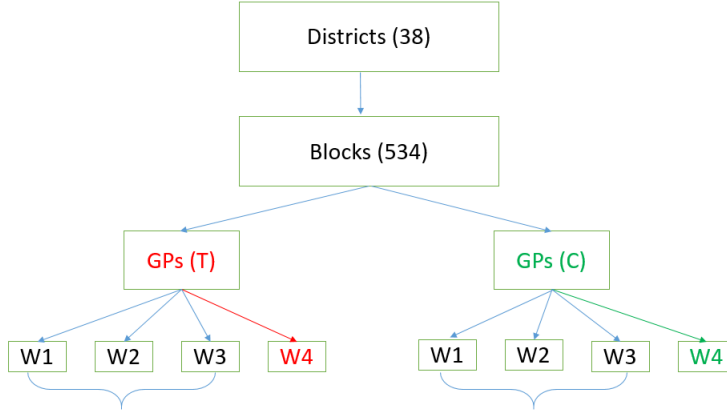 Districts (38)
Blocks (534)
GPs (T)
GPs (C)
W1
W2
W3
W4
W1
W2
W3
W4